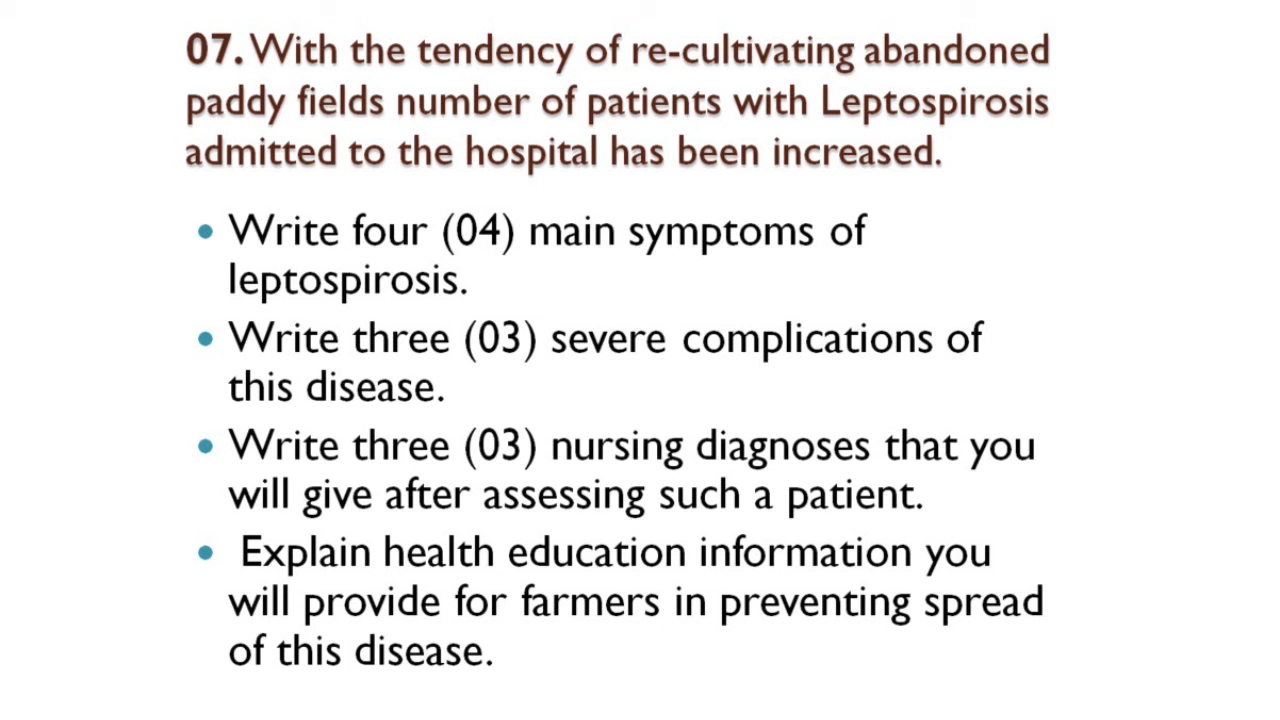 07. With the tendency of re-cultivating abandoned
paddy fields number of patients with Leptospirosis
admitted to the hospital has been increased.
• Write four (04) main symptoms of
leptospirosis.
• Write three (03) severe complications of
this disease.
• Write three (03) nursing diagnoses that you
will give after assessing such a patient.
• Explain health education information you
will provide for farmers in preventing spread
of this disease.